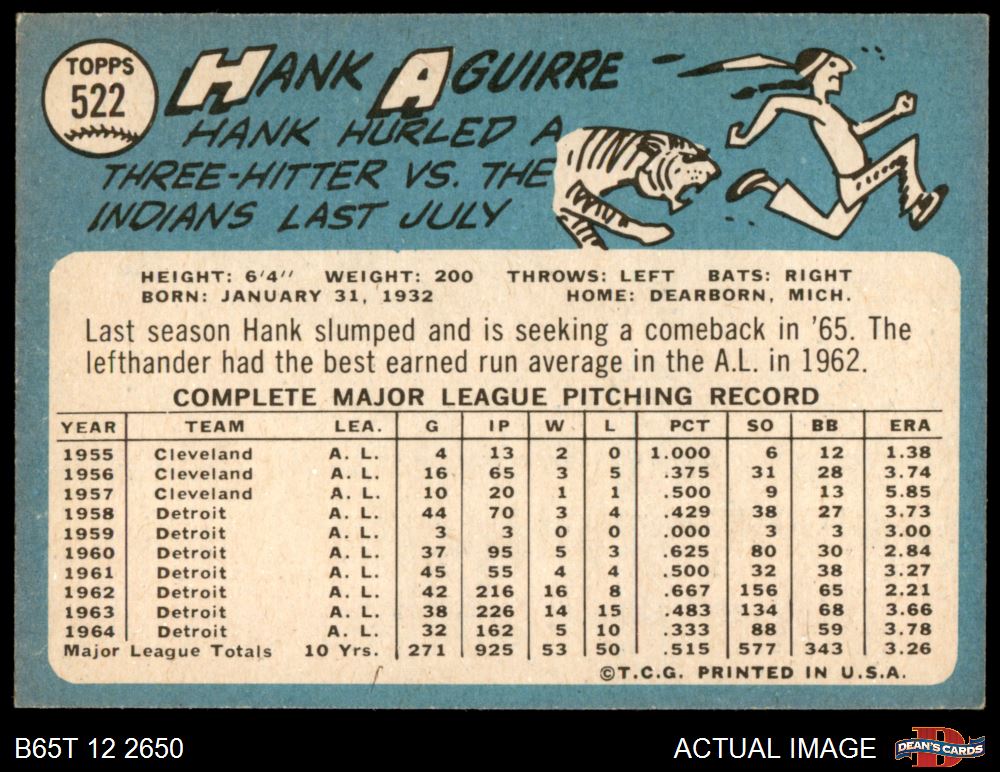 TOPPS
522
HANK AGUIRRE
HANK HURLED A
THREE-HITTER VS. THE
INDIANS LAST JULY
HEIGHT: 6'4" WEIGHT: 200 THROWS: LEFT BATS: RIGHT
BORN: JANUARY 31, 1932 HOME: DEARBORN, MICH.
Last season Hank slumped and is seeking a comeback in '65. The
lefthander had the best earned run average in the A.L. in 1962.
COMPLETE MAJOR LEAGUE PITCHING RECORD
YEAR TEAM LEA. G IP W L PCT SO BB ERA
1955 Cleveland A. L. 4 13 2 0 1.000 6 12 1.38
1956 Cleveland A. L. 16 65 3 5 .375 31 28 3.74
1957 Cleveland A. L. 10 20 1 1 .500 9 13 5.85
1958 Detroit A. L. 44 70 3 4 .429 38 27 3.73
1959 Detroit A. L. 3 3 0 0 .000 3 3 3.00
1960 Detroit A. L. 37 95 5 3 .625 80 30 2.84
1961 Detroit A. L. 45 55 4 4 .500 32 38 3.27
1962 Detroit A. L. 42 216 16 8 .667 156 65 2.21
1963 Detroit A. L. 38 226 14 15 .483 134 68 3.66
1964 Detroit A. L. 32 162 5 10 .333 88 59 3.78
Major League Totals 10 Yrs. 271 925 53 50 .515 577 343 3.26
©T.C.G. PRINTED IN U.S.A.
B65T 12 2650 ACTUAL IMAGE
D
DEAN'S CARDS